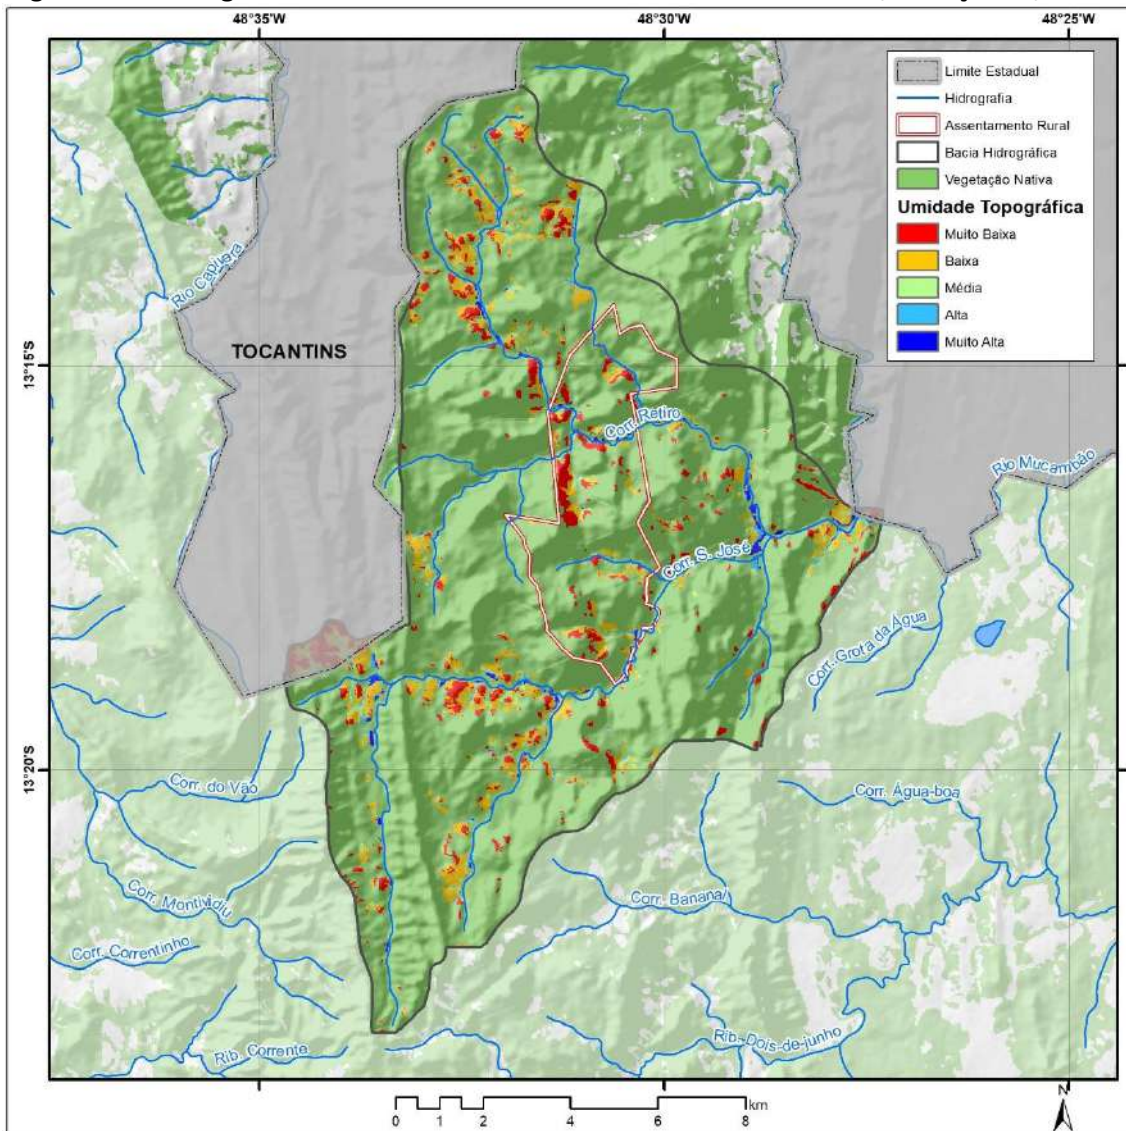 48°35'W
48°30'W
48°25'W
Limite Estadual
Hidrografia
Assentamento Rural
Bacia Hidrográfica
Vegetação Nativa
Umidade Topográfica
Muito Baixa
Baixa
Média
Alta
Muito Alta
Rio Capivara
TOCANTINS
13°15'S
Corr. Retiro
Rio Mucambão
Corr. S. José
Corr. Grota da Água
13°20'S
Corr. do Vão
Corr. Água-boa
Corr. Montividiu
Corr. Bananal
Corr. Correntinho
Rib. Corrente
Rib. Dois-de-junho
km
0 1 2 4 6 8
N